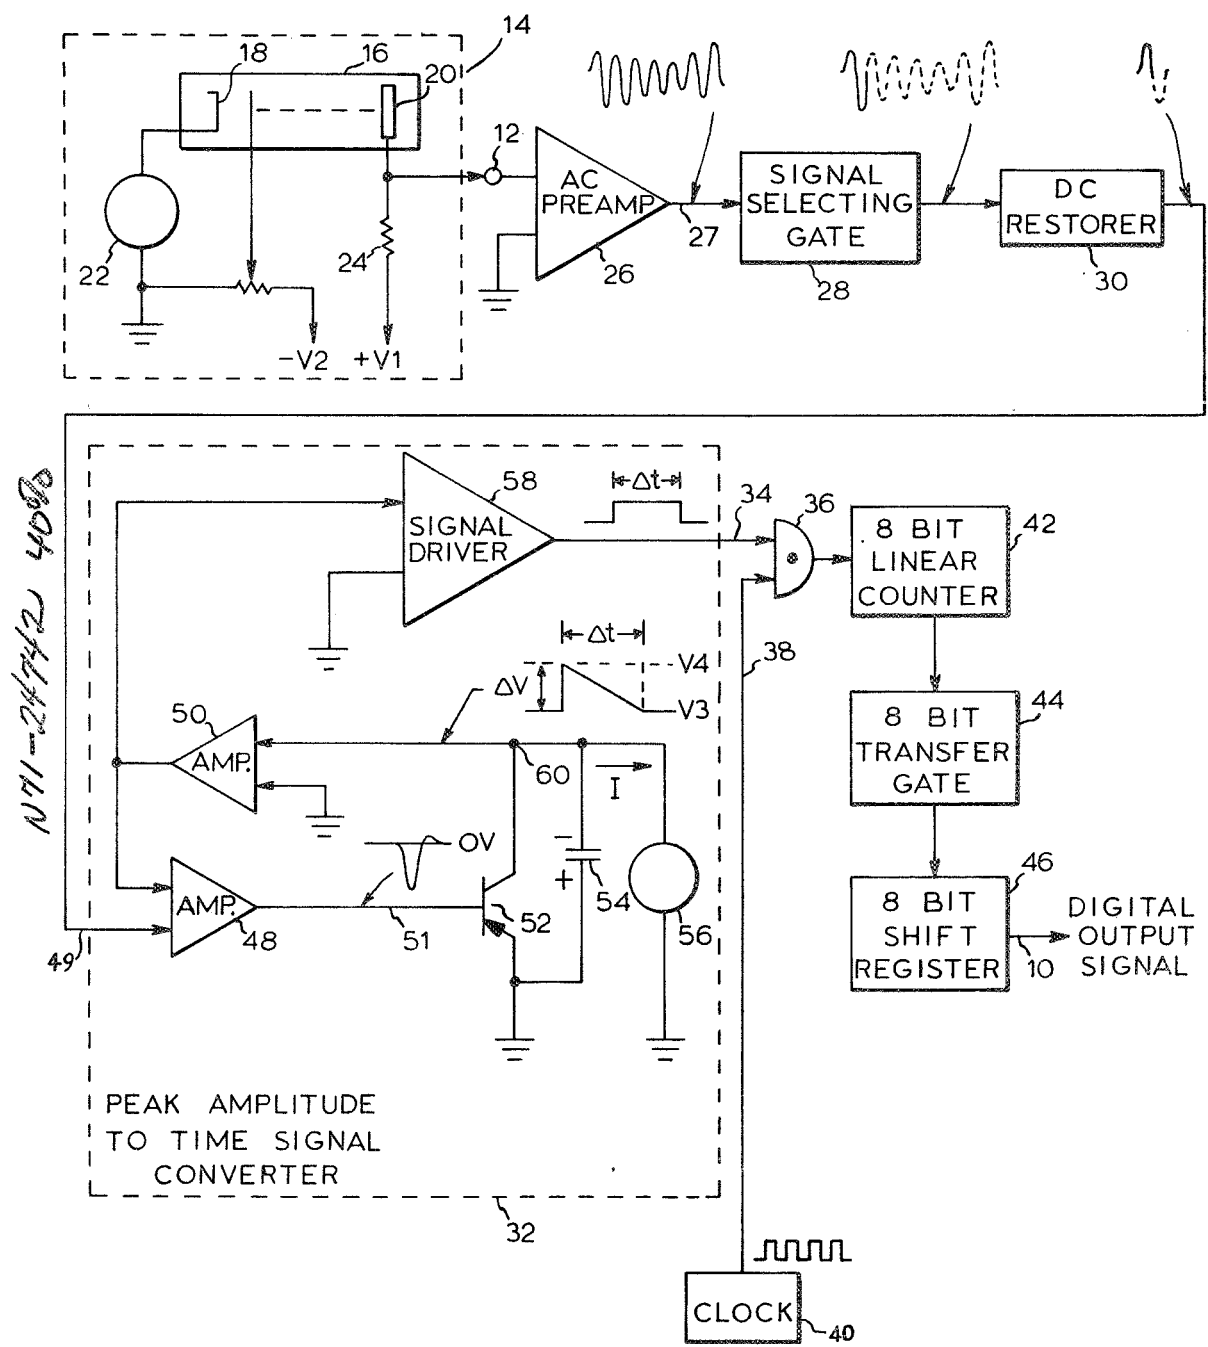 14
18
16
20
12
AC
PREAMP
26
27
SIGNAL
SELECTING
GATE
28
DC
RESTORER
30
22
24
-V2
+V1
N71-24742
58
SIGNAL
DRIVER
Δt
34
36
8 BIT
LINEAR
COUNTER
42
Δt
V4
ΔV
V3
38
50
AMP.
60
I
8 BIT
TRANSFER
GATE
44
OV
-
+
54
56
52
AMP.
48
51
49
8 BIT
SHIFT
REGISTER
46
10
DIGITAL
OUTPUT
SIGNAL
PEAK AMPLITUDE
TO TIME SIGNAL
CONVERTER
32
CLOCK
40